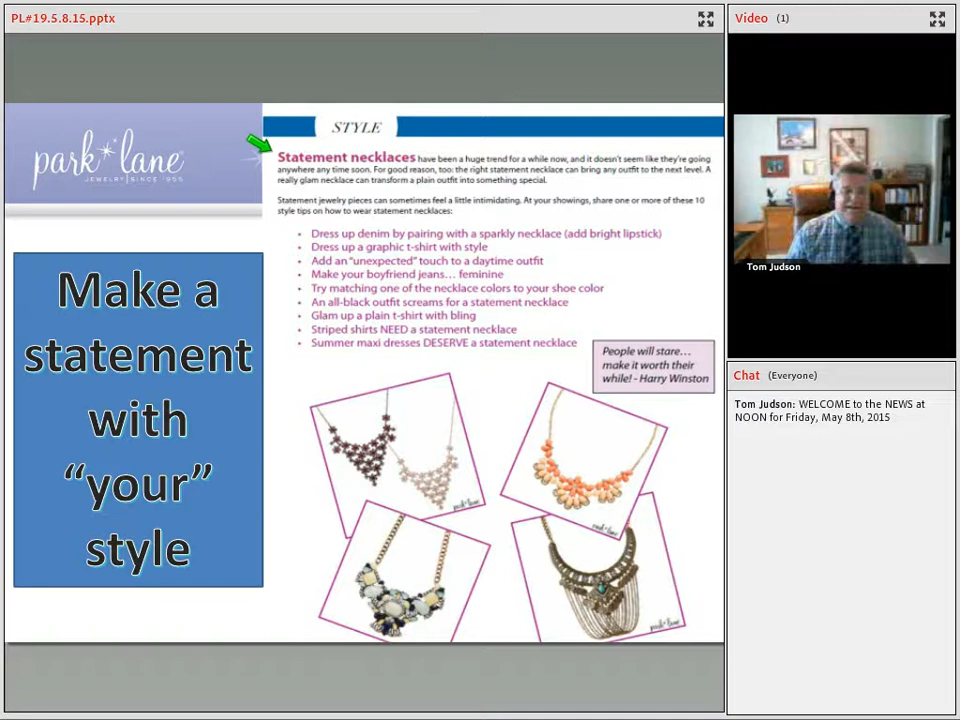 PL#19.5.8.15.pptx
park lane
JEWELRY | SINCE 1955
STYLE
Statement necklaces have been a huge trend for a while now, and it doesn't seem like they're going
anywhere any time soon. For good reason, too: the right statement necklace can bring any outfit to the next level. A
really glam necklace can transform a plain outfit into something special.
Statement jewelry pieces can sometimes feel a little intimidating. At your showings, share one or more of these 10
style tips on how to wear statement necklaces:
• Dress up denim by pairing with a sparkly necklace (add bright lipstick)
• Dress up a graphic t-shirt with style
• Add an "unexpected" touch to a daytime outfit
• Make your boyfriend jeans... feminine
• Try matching one of the necklace colors to your shoe color
• An all-black outfit screams for a statement necklace
• Glam up a plain t-shirt with bling
• Striped shirts NEED a statement necklace
• Summer maxi dresses DESERVE a statement necklace
People will stare...
make it worth their
while! - Harry Winston
Make a
statement
with
“your”
style
park lane
park lane
park lane
Video (1)
Tom Judson
Chat (Everyone)
Tom Judson: WELCOME to the NEWS at
NOON for Friday, May 8th, 2015